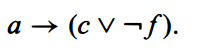 a → (c ∨ ¬f).